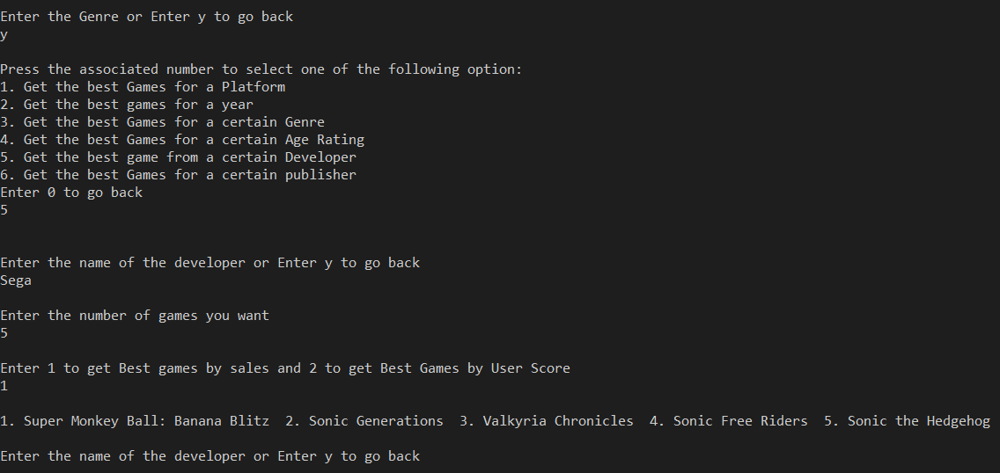 Enter the Genre or Enter y to go back
y
Press the associated number to select one of the following option:
1. Get the best Games for a Platform
2. Get the best games for a year
3. Get the best Games for a certain Genre
4. Get the best Games for a certain Age Rating
5. Get the best game from a certain Developer
6. Get the best Games for a certain publisher
Enter 0 to go back
5
Enter the name of the developer or Enter y to go back
Sega
Enter the number of games you want
5
Enter 1 to get Best games by sales and 2 to get Best Games by User Score
1
1. Super Monkey Ball: Banana Blitz  2. Sonic Generations  3. Valkyria Chronicles  4. Sonic Free Riders  5. Sonic the Hedgehog
Enter the name of the developer or Enter y to go back